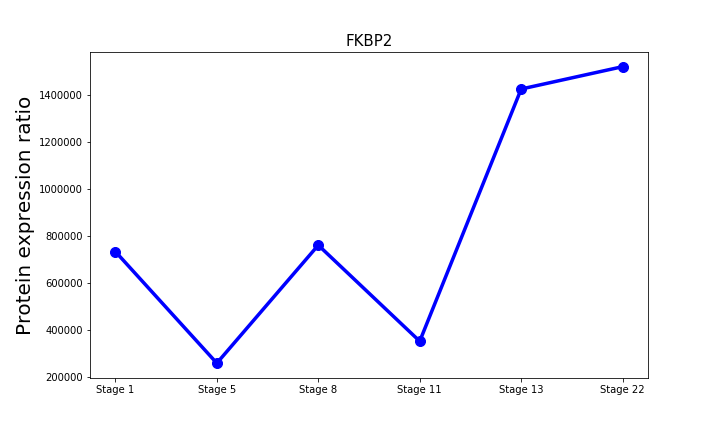 FKBP2
Protein expression ratio
1400000
1200000
1000000
800000
600000
400000
200000
Stage 1 Stage 5 Stage 8 Stage 11 Stage 13 Stage 22